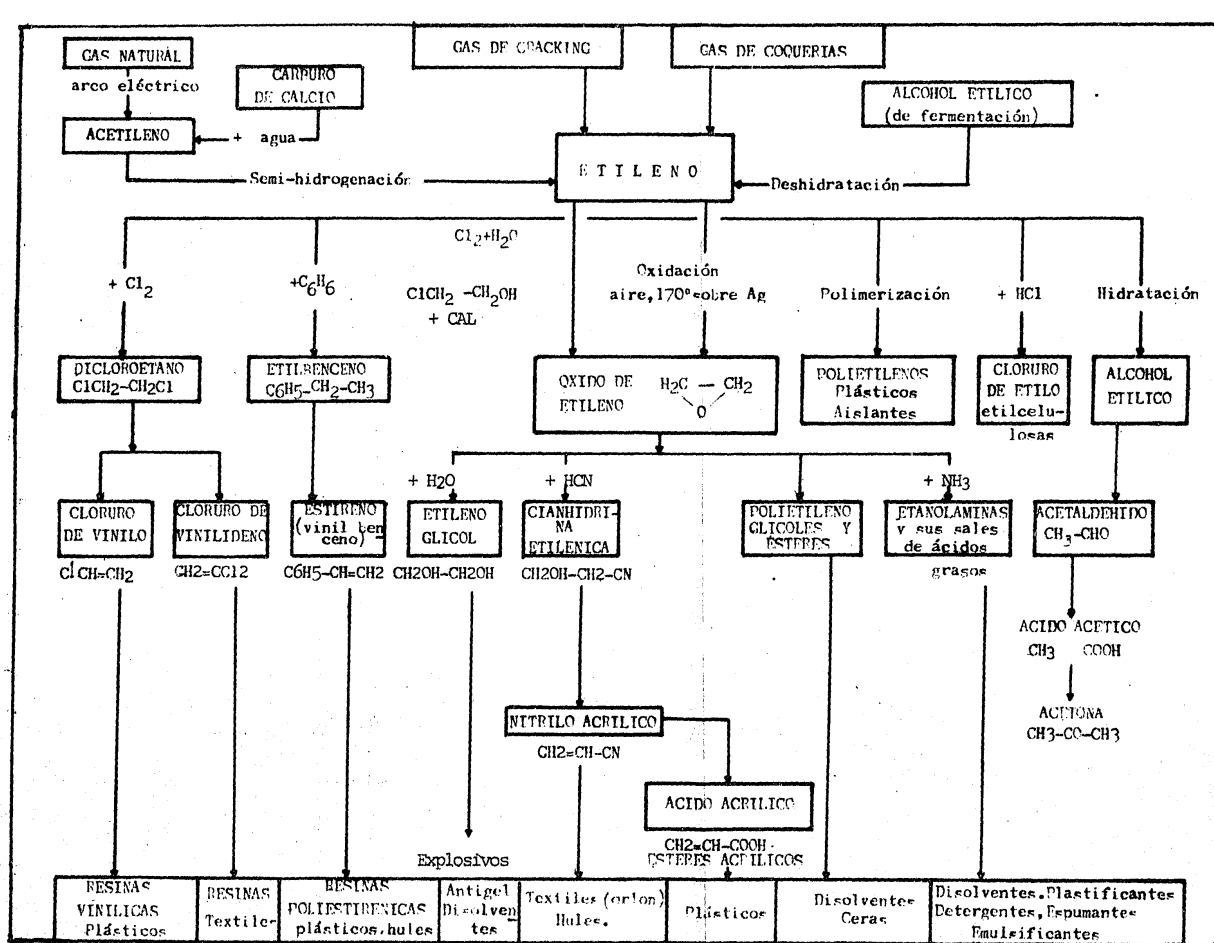 GAS NATURAL
arco eléctrico
CARPURO
DE CALCIO
GAS DE CRACKING
GAS DE COQUERIAS
ALCOHOL ETILICO
(de fermentación)
ACETILENO
+ agua
ETILENO
Semi-hidrogenación
Deshidratación
Cl2+H2O
+ Cl2
+C6H6
ClCH2 -CH2OH
+ CAL
Oxidación
aire,170° sobre Ag
Polimerización
+ HCl
Hidratación
DICLOROETANO
ClCH2-CH2Cl
ETILBENCENO
C6H5-CH2-CH3
OXIDO DE
ETILENO
H2C — CH2
O
POLIETILENOS
Plásticos
Aislantes
CLORURO
DE ETILO
etilcelu-
losas
ALCOHOL
ETILICO
+ H2O
+ HCN
+ NH3
CLORURO
DE VINILO
ClCH=CH2
CLORURO DE
VINILIDENO
CH2=CCl2
ESTIRENO
(vinil ben
ceno)
C6H5-CH=CH2
ETILENO
GLICOL
CH2OH-CH2OH
CIANHIDRI-
NA
ETILENICA
CH2OH-CH2-CN
POLIETILENO
GLICOLES Y
ESTERES
ETANOLAMINAS
y sus sales
de ácidos
grasos
ACETALDEHIDO
CH3-CHO
ACIDO ACETICO
CH3 COOH
ACETONA
CH3-CO-CH3
NITRILO ACRILICO
CH2=CH-CN
ACIDO ACRILICO
CH2=CH-COOH
ESTERES ACRILICOS
Explosivos
RESINAS
VINILICAS
Plásticos
RESINAS
Textiles
RESINAS
POLIESTIRENICAS
plásticos.hules
Antigel
Disolven
tes
Textiles (orlon)
Hules.
Plásticos
Disolventes
Ceras
Disolventes.Plastificantes
Detergentes,Espumantes
Emulsificantes